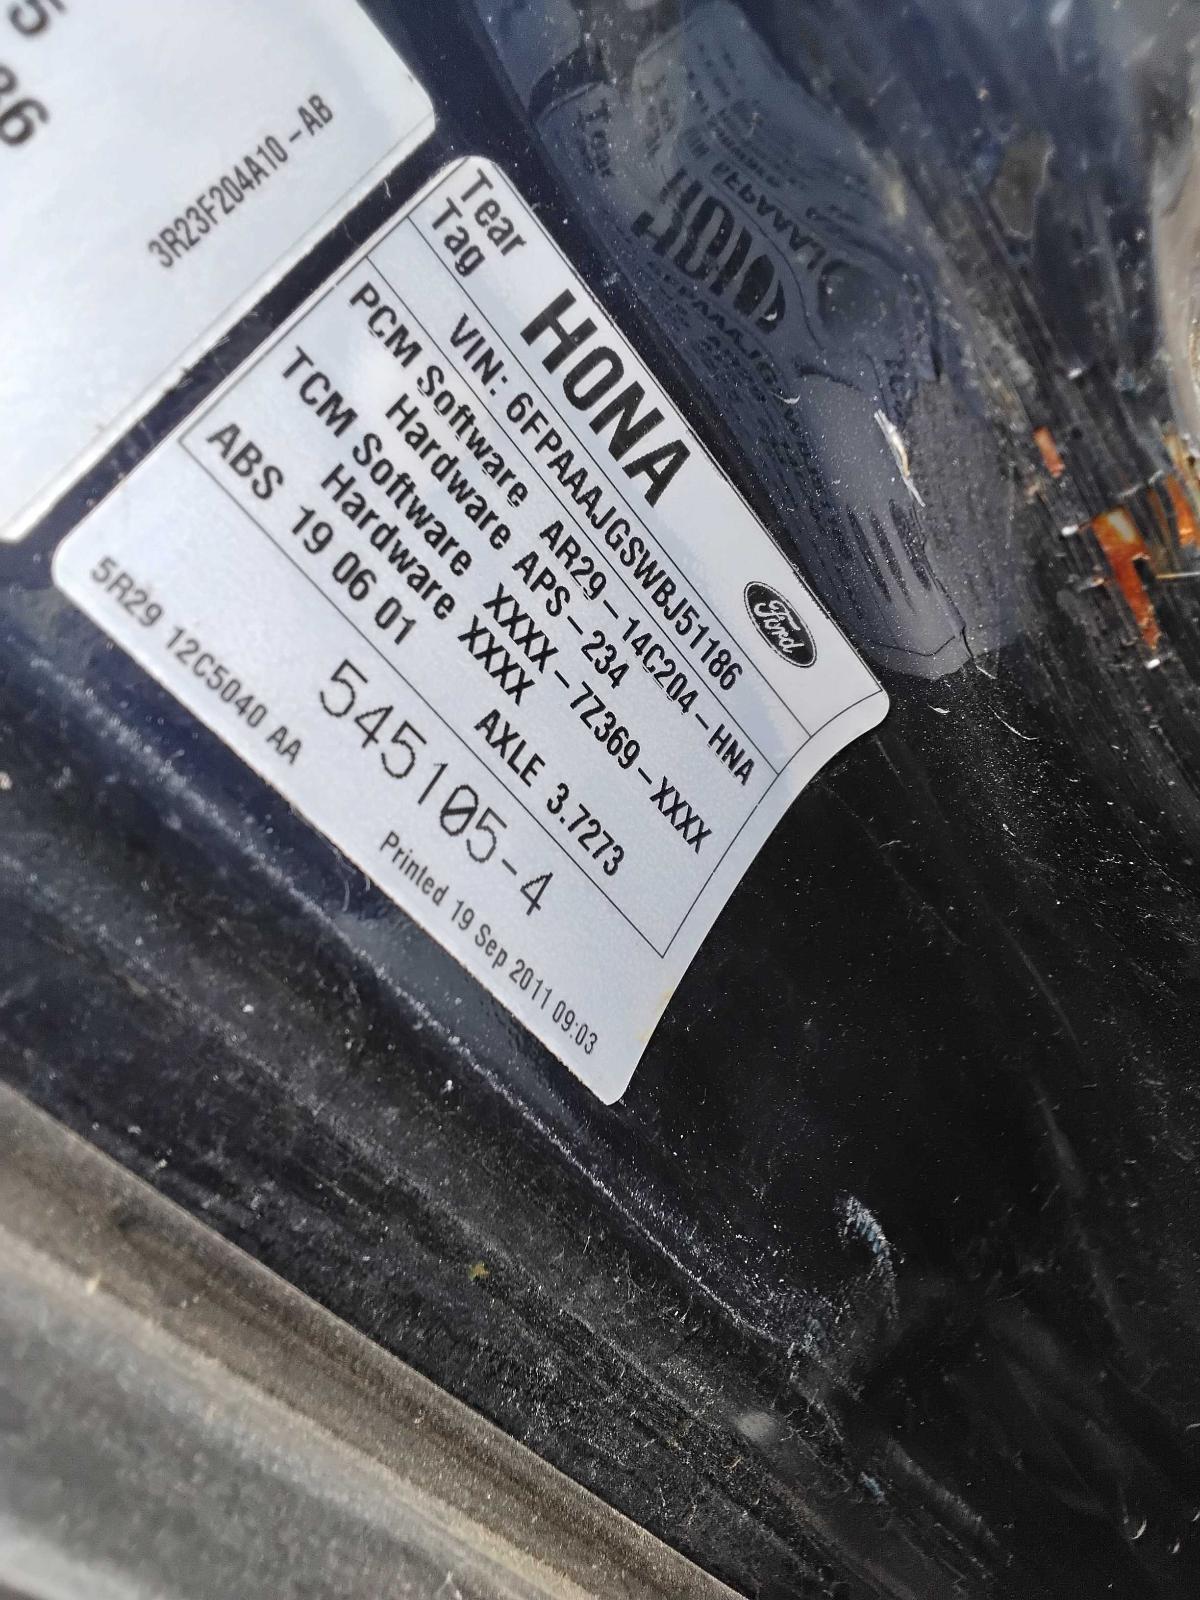 5
86
3R23F204A10-AB
Tear
Tag
HONA
Ford
VIN: 6FPAAAJGSWBJ51186
PCM Software AR29-14C204-HNA
Hardware APS-234
TCM Software XXXX-7Z369-XXXX
Hardware XXXX
ABS 19 06 01 AXLE 3.7273
545105-4
5R29 12C5040 AA
Printed 19 Sep 2011 09:03